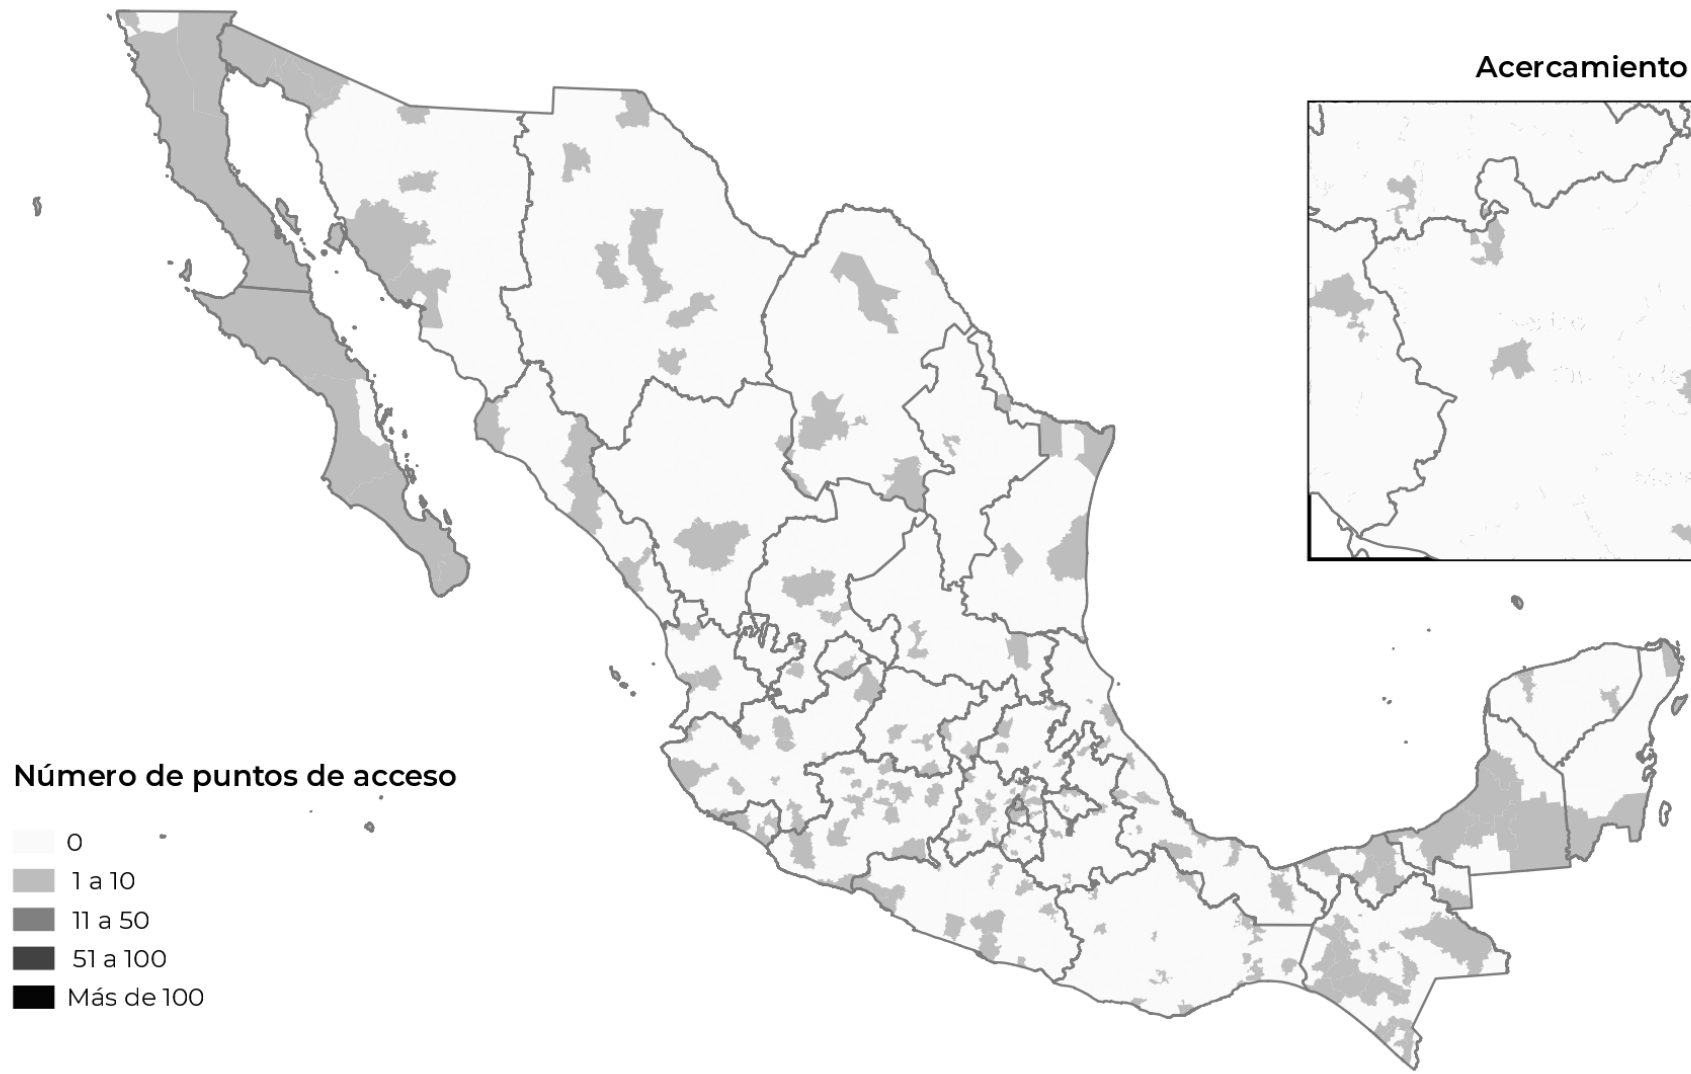 Acercamiento
Número de puntos de acceso
0
1 a 10
11 a 50
51 a 100
Más de 100